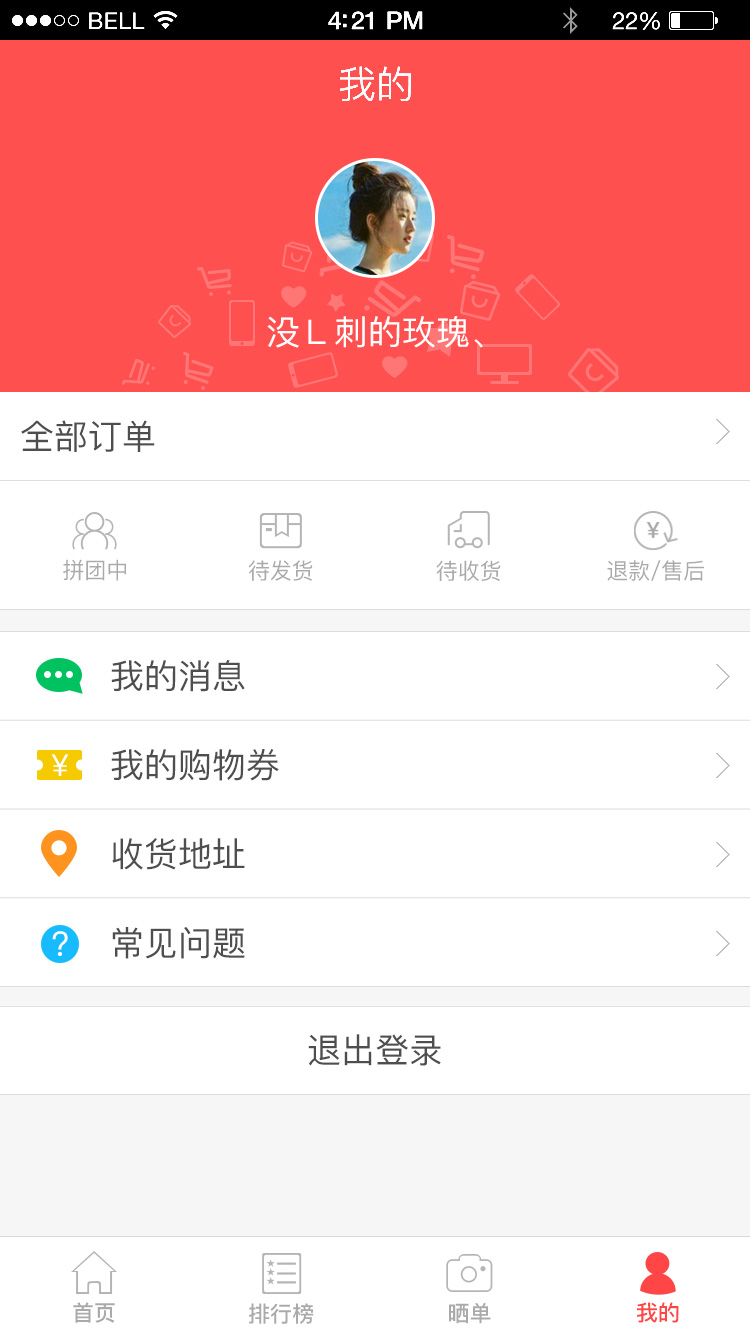 BELL 4:21 PM 22%
我的
没L刺的玫瑰、
全部订单
拼团中 待发货 待收货 退款/售后
我的消息
¥ 我的购物券
收货地址
? 常见问题
退出登录
首页 排行榜 晒单 我的